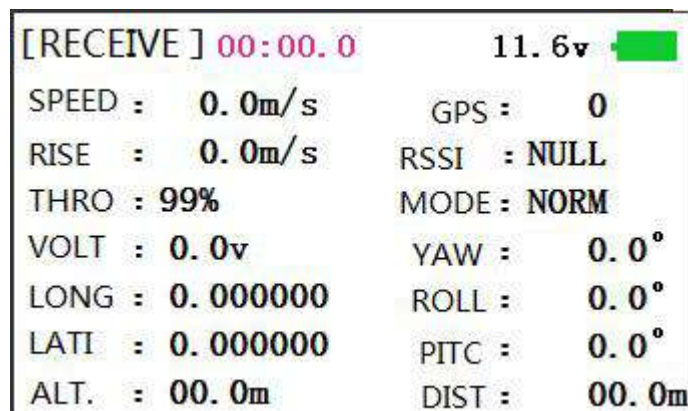 [RECEIVE] 00:00.0 11.6v
SPEED : 0.0m/s GPS : 0
RISE : 0.0m/s RSSI : NULL
THRO : 99% MODE : NORM
VOLT : 0.0v YAW : 0.0°
LONG : 0.000000 ROLL : 0.0°
LATI : 0.000000 PITC : 0.0°
ALT. : 00.0m DIST : 00.0m